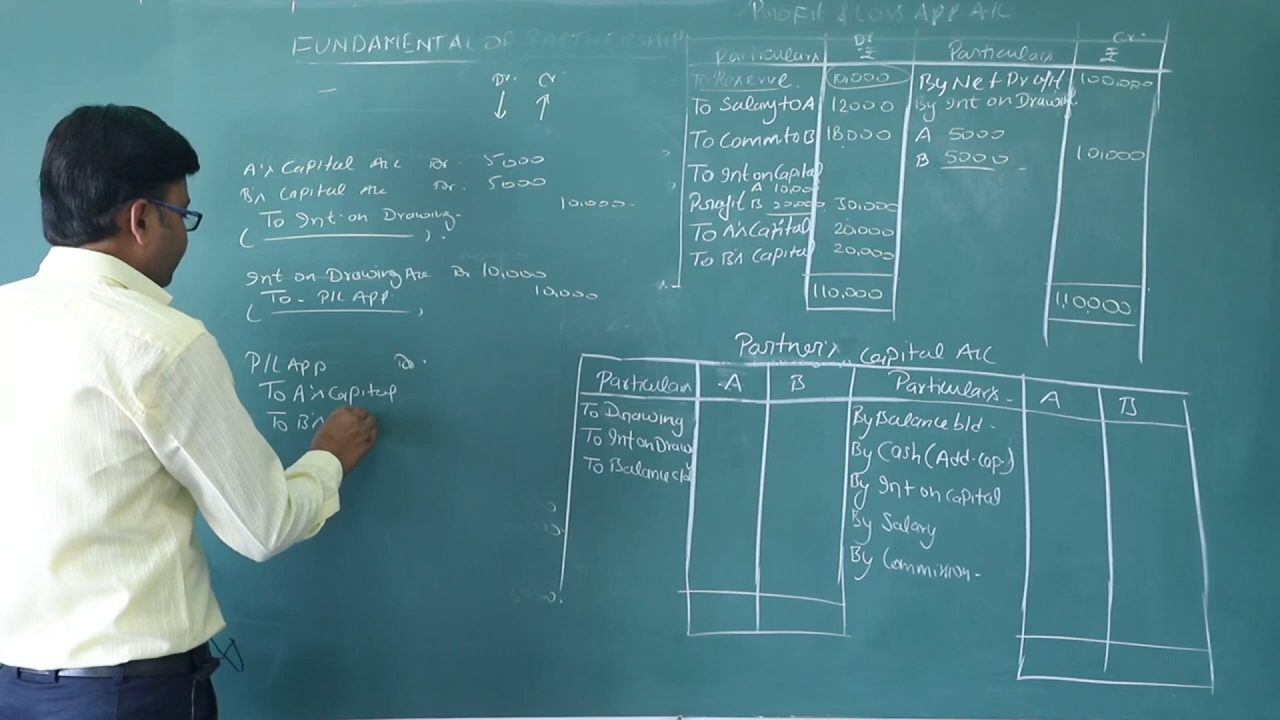 FUNDAMENTAL OF PARTNERSHIP
Dr. Cr.
A's Capital A/c Dr. 5000
B's Capital A/c Dr. 5000
To Int. on Drawing 10,000
Int on Drawing A/c Dr 10,000
To P/L App 10,000
P/L App Dr.
To A's Capital
To B's
Profit & Loss App A/c
Dr. Cr.
Particulars ₹ Particulars ₹
To Reserve 10,000 By Net Profit 100,000
To Salary to A 12000 By Int on Drawing
To Comm to B 18000 A 5000
B 5000 10,000
To Int on Capital
A 10,000
B 20,000 30,000
Profit
To A's Capital 20,000
To B's Capital 20,000
110,000 1,10,000
Partner's Capital A/c
Particulars A B Particulars A B
To Drawing By Balance b/d
To Int on Draw By Cash (Add. Cap.)
To Balance c/d By Int on Capital
By Salary
By Commission